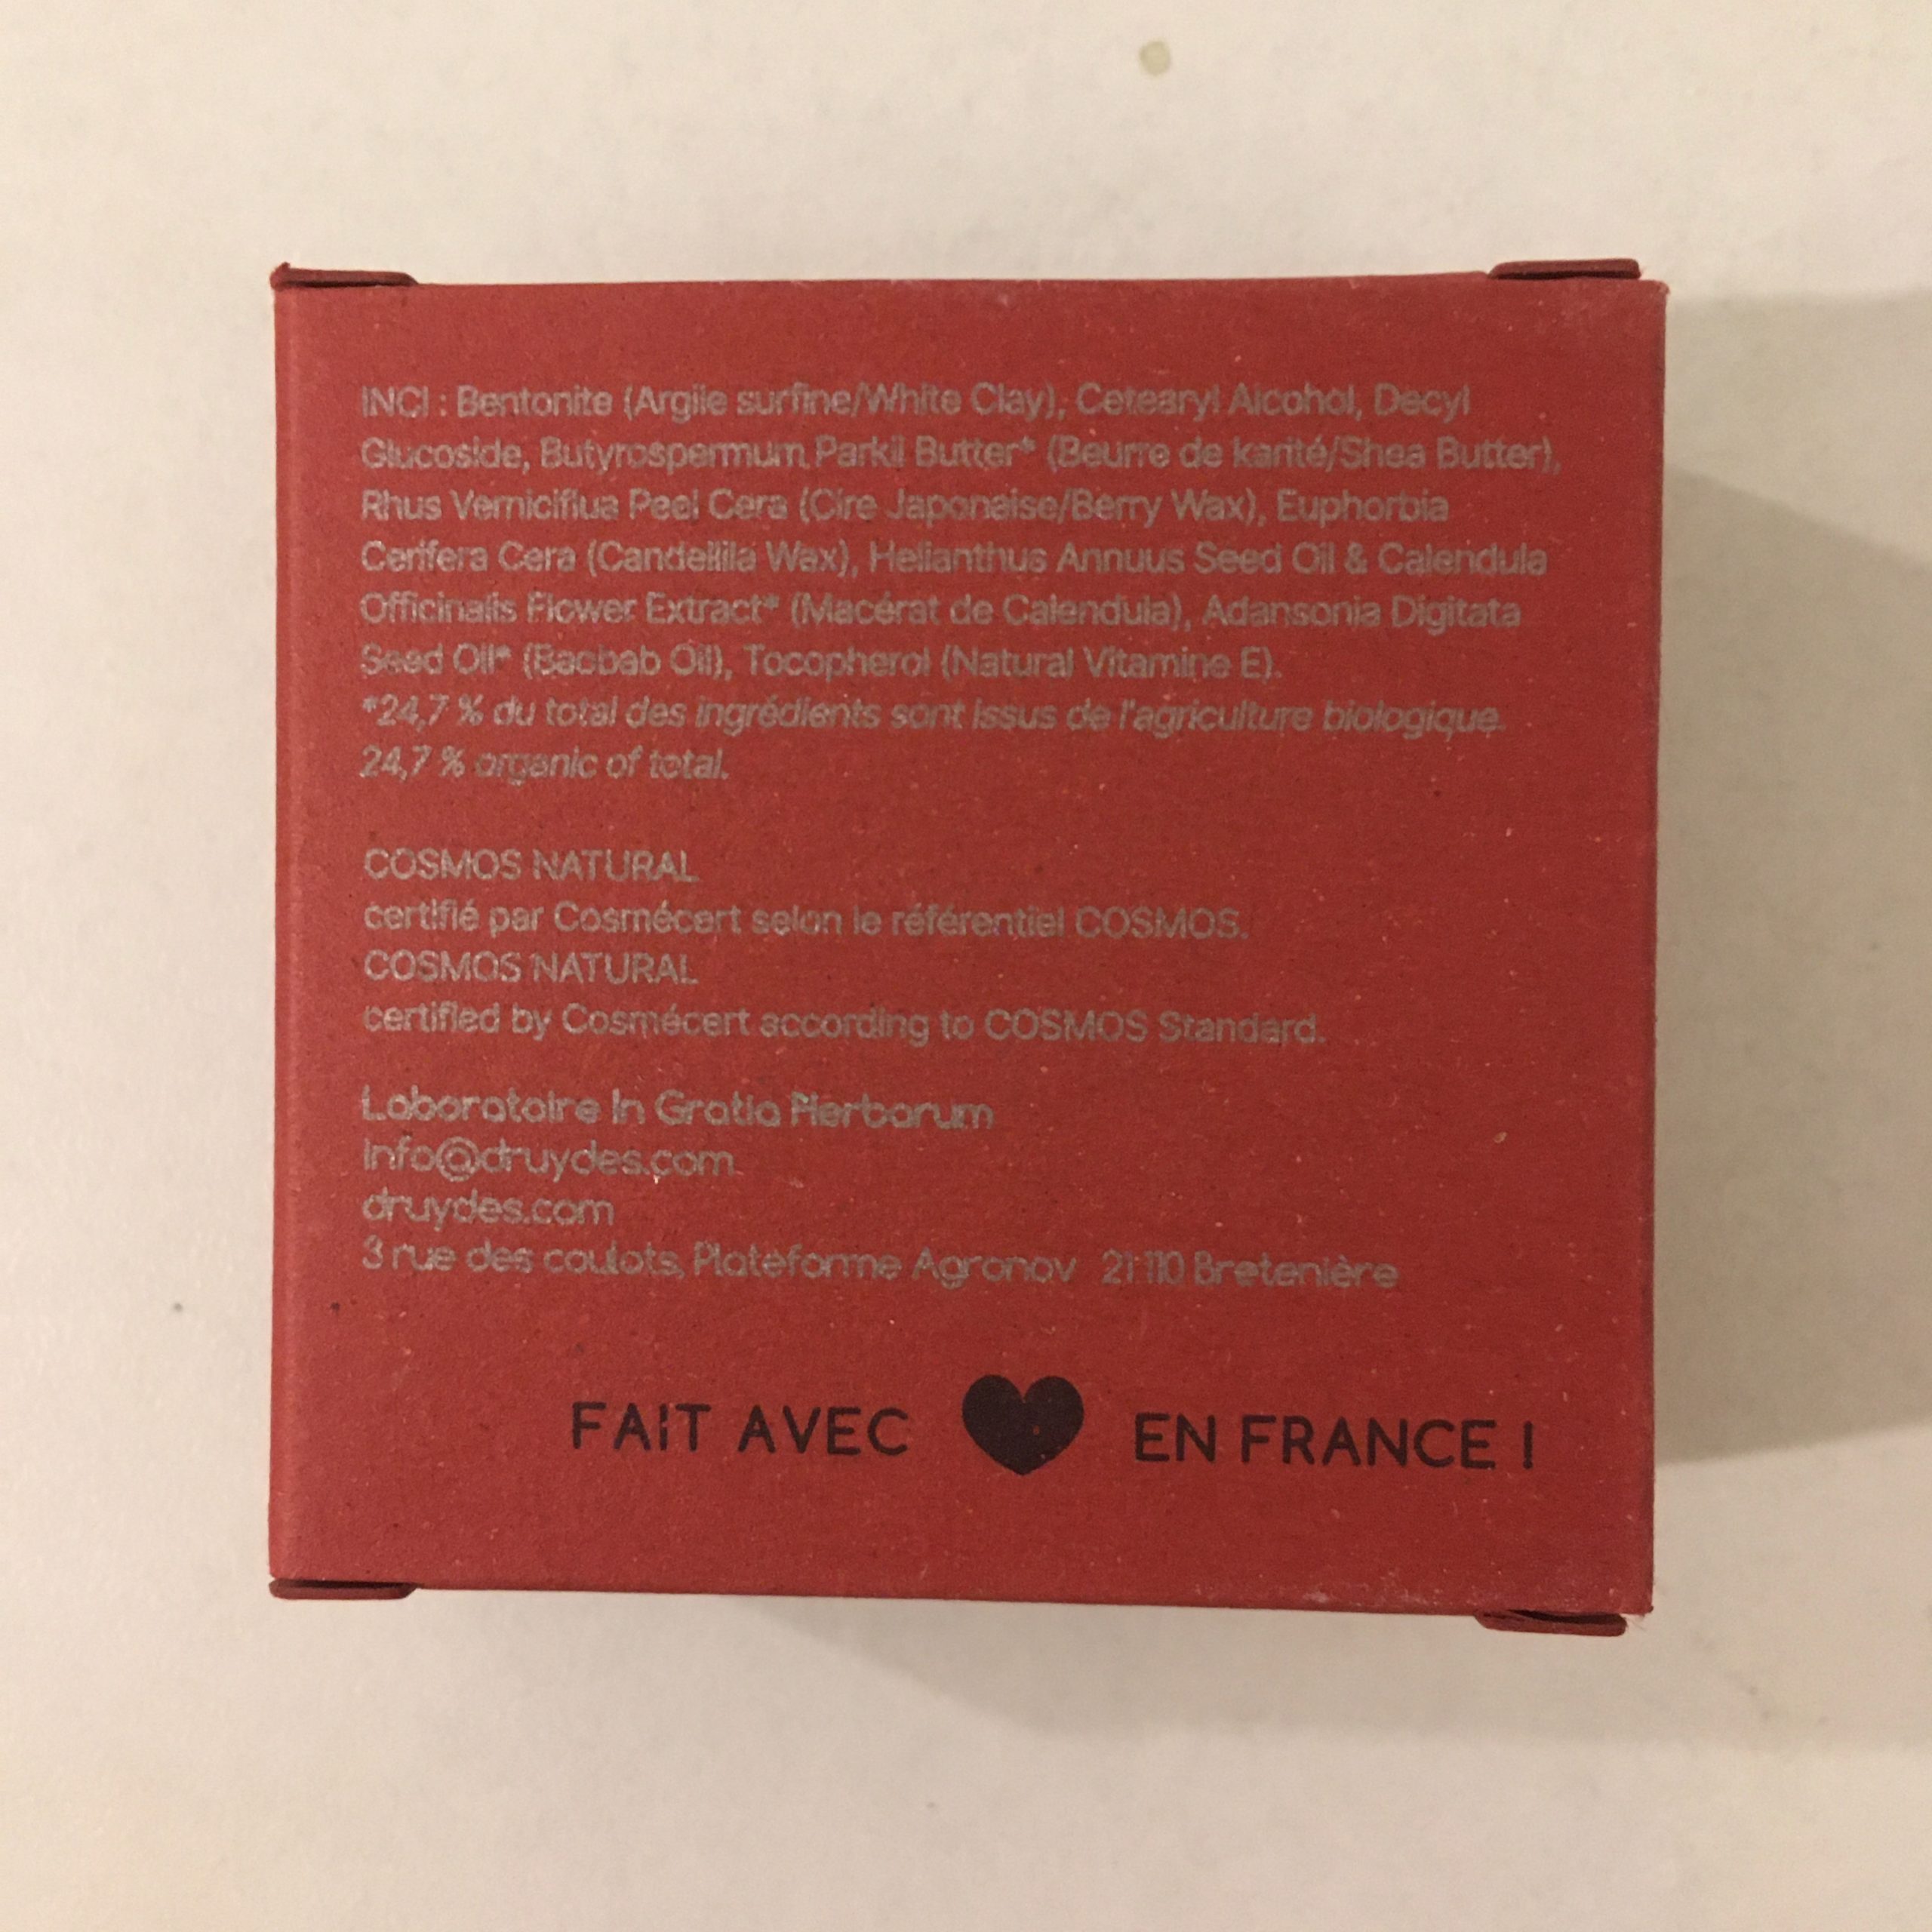 INCI : Bentonite (Argile surfine/White Clay), Cetearyl Alcohol, Decyl
Glucoside, Butyrospermum Parkii Butter* (Beurre de karité/Shea Butter),
Rhus Verniciflua Peel Cera (Cire Japonaise/Berry Wax), Euphorbia
Cerifera Cera (Candelilla Wax), Helianthus Annuus Seed Oil & Calendula
Officinalis Flower Extract* (Macérat de Calendula), Adansonia Digitata
Seed Oil* (Baobab Oil), Tocopherol (Natural Vitamine E).
*24,7 % du total des ingrédients sont issus de l'agriculture biologique.
24,7 % organic of total.
COSMOS NATURAL
certifié par Cosmécert selon le référentiel COSMOS.
COSMOS NATURAL
certified by Cosmécert according to COSMOS Standard.
Laboratoire In Gratia Herbarum
info@druydes.com
druydes.com
3 rue des coulots, Plateforme Agronov 21 110 Bretenière
FAIT AVEC ♥ EN FRANCE !